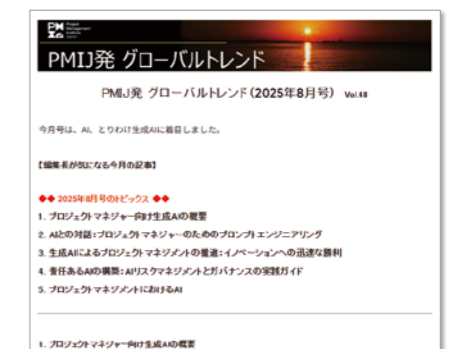 PMI
Project
Management
Institute
PMIJ発 グローバルトレンド
PMIJ発 グローバルトレンド（2025年8月号） Vol.48
今月号は、AI、とりわけ生成AIに着目しました。
【編集長が気になる今月の記事】
◆◆ 2025年8月号のトピックス ◆◆
1. プロジェクトマネジャー向け生成AIの概要
2. AIとの対話：プロジェクトマネジャーのためのプロンプトエンジニアリング
3. 生成AIによるプロジェクトマネジメントの推進：イノベーションへの迅速な勝利
4. 責任あるAIの構築：AIリスクマネジメントとガバナンスの実践ガイド
5. プロジェクトマネジメントにおけるAI
1. プロジェクトマネジャー向け生成AIの概要